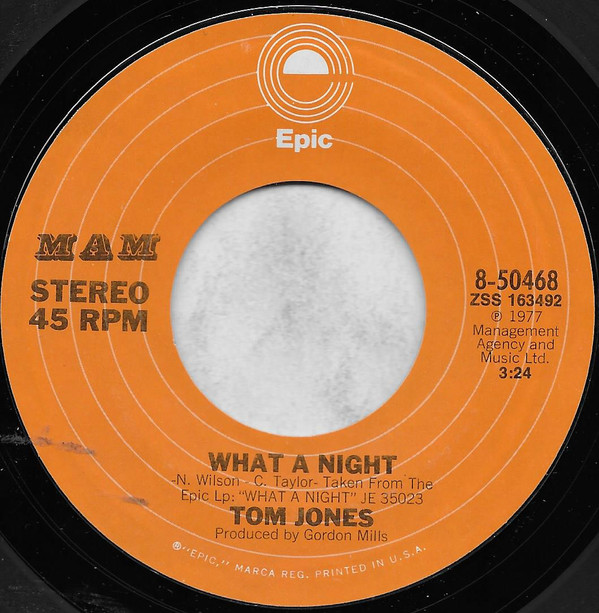 Epic
MAM
STEREO
45 RPM
8-50468
ZSS 163492
℗ 1977
Management
Agency and
Music Ltd.
3:24
WHAT A NIGHT
-N. Wilson - C. Taylor- Taken From The
Epic Lp: "WHAT A NIGHT" JE 35023
TOM JONES
Produced by Gordon Mills
®"EPIC," MARCA REG. PRINTED IN U.S.A.